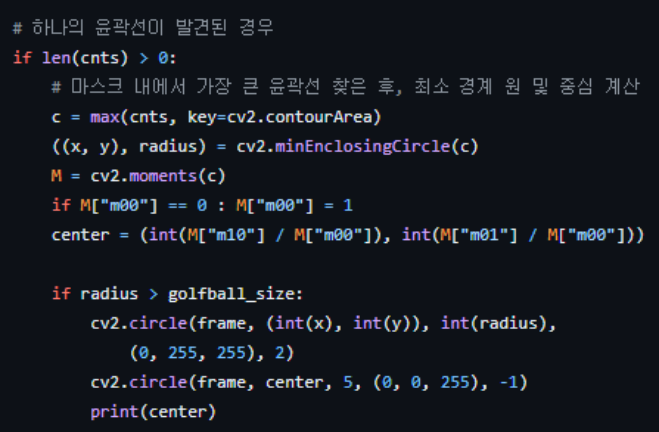 # 하나의 윤곽선이 발견된 경우
if len(cnts) > 0:
    # 마스크 내에서 가장 큰 윤곽선 찾은 후, 최소 경계 원 및 중심 계산
    c = max(cnts, key=cv2.contourArea)
    ((x, y), radius) = cv2.minEnclosingCircle(c)
    M = cv2.moments(c)
    if M["m00"] == 0 : M["m00"] = 1
    center = (int(M["m10"] / M["m00"]), int(M["m01"] / M["m00"]))

    if radius > golfball_size:
        cv2.circle(frame, (int(x), int(y)), int(radius),
            (0, 255, 255), 2)
        cv2.circle(frame, center, 5, (0, 0, 255), -1)
        print(center)